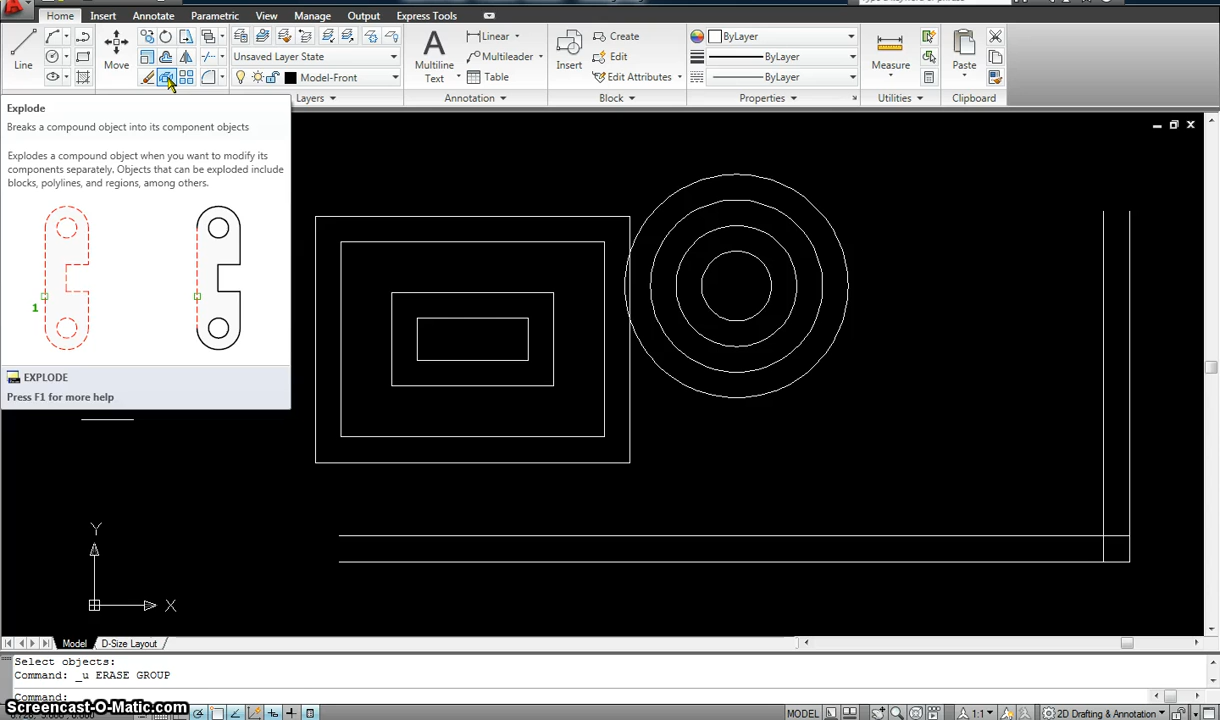 Home Insert Annotate Parametric View Manage Output Express Tools
Line
Move
Unsaved Layer State
Model-Front
Layers
Multiline
Text
Linear
Multileader
Table
Annotation
Insert
Create
Edit
Edit Attributes
Block
ByLayer
ByLayer
ByLayer
Properties
Measure
Utilities
Paste
Clipboard
Explode
Breaks a compound object into its component objects
Explodes a compound object when you want to modify its
components separately. Objects that can be exploded include
blocks, polylines, and regions, among others.
1
EXPLODE
Press F1 for more help
Y
X
Model D-Size Layout
Select objects:
Command: _u ERASE GROUP
Command:
Screencast-O-Matic.com
MODEL
1:1
2D Drafting & Annotation